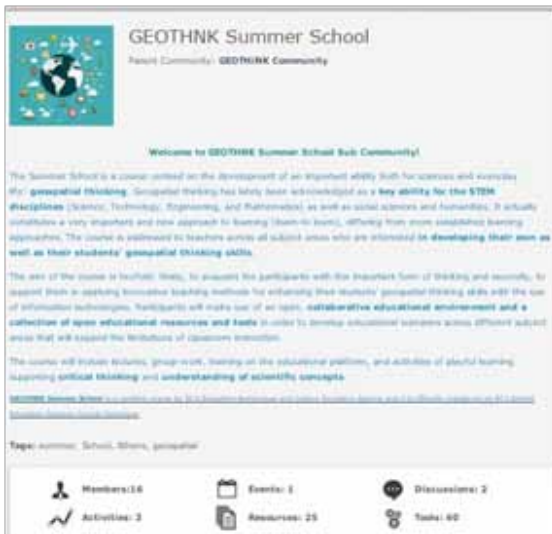 GEOTHNK Summer School
Parent Community: GEOTHNK Community
Welcome to GEOTHNK Summer School Sub Community!
The Summer School is a course centred on the development of an important ability both for sciences and everyday
life: geospatial thinking. Geospatial thinking has lately been acknowledged as a key ability for the STEM
disciplines (Science, Technology, Engineering, and Mathematics) as well as social sciences and humanities. It actually
constitutes a very important and new approach to learning (learn-to-learn), differing from more established learning
approaches. The course is addressed to teachers across all subject areas who are interested in developing their own as
well as their students' geospatial thinking skills.
The aim of the course is twofold: firstly, to acquaint the participants with the important form of thinking and secondly, to
support them in applying innovative teaching methods for enhancing their students' geospatial thinking skills with the use
of information technologies. Participants will make use of an open, collaborative educational environment and a
collection of open educational resources and tools in order to develop educational scenarios across different subject
areas that will expand the limitations of classroom instruction.
The course will include lectures, group-work, training on the educational platform, and activities of playful learning
supporting critical thinking and understanding of scientific concepts.
GEOTHNK Summer School
Tags: summer, School, Athens, geospatial
Members:16 Events: 1 Discussions: 2
Activities: 3 Resources: 25 Tasks: 60